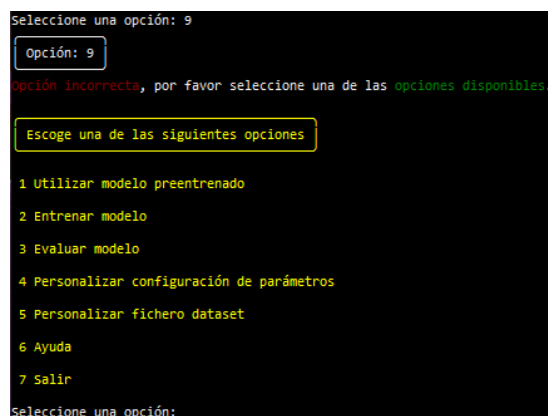 Seleccione una opción: 9
Opción: 9
Opción incorrecta, por favor seleccione una de las opciones disponibles.
Escoge una de las siguientes opciones
1 Utilizar modelo preentrenado
2 Entrenar modelo
3 Evaluar modelo
4 Personalizar configuración de parámetros
5 Personalizar fichero dataset
6 Ayuda
7 Salir
Seleccione una opción: